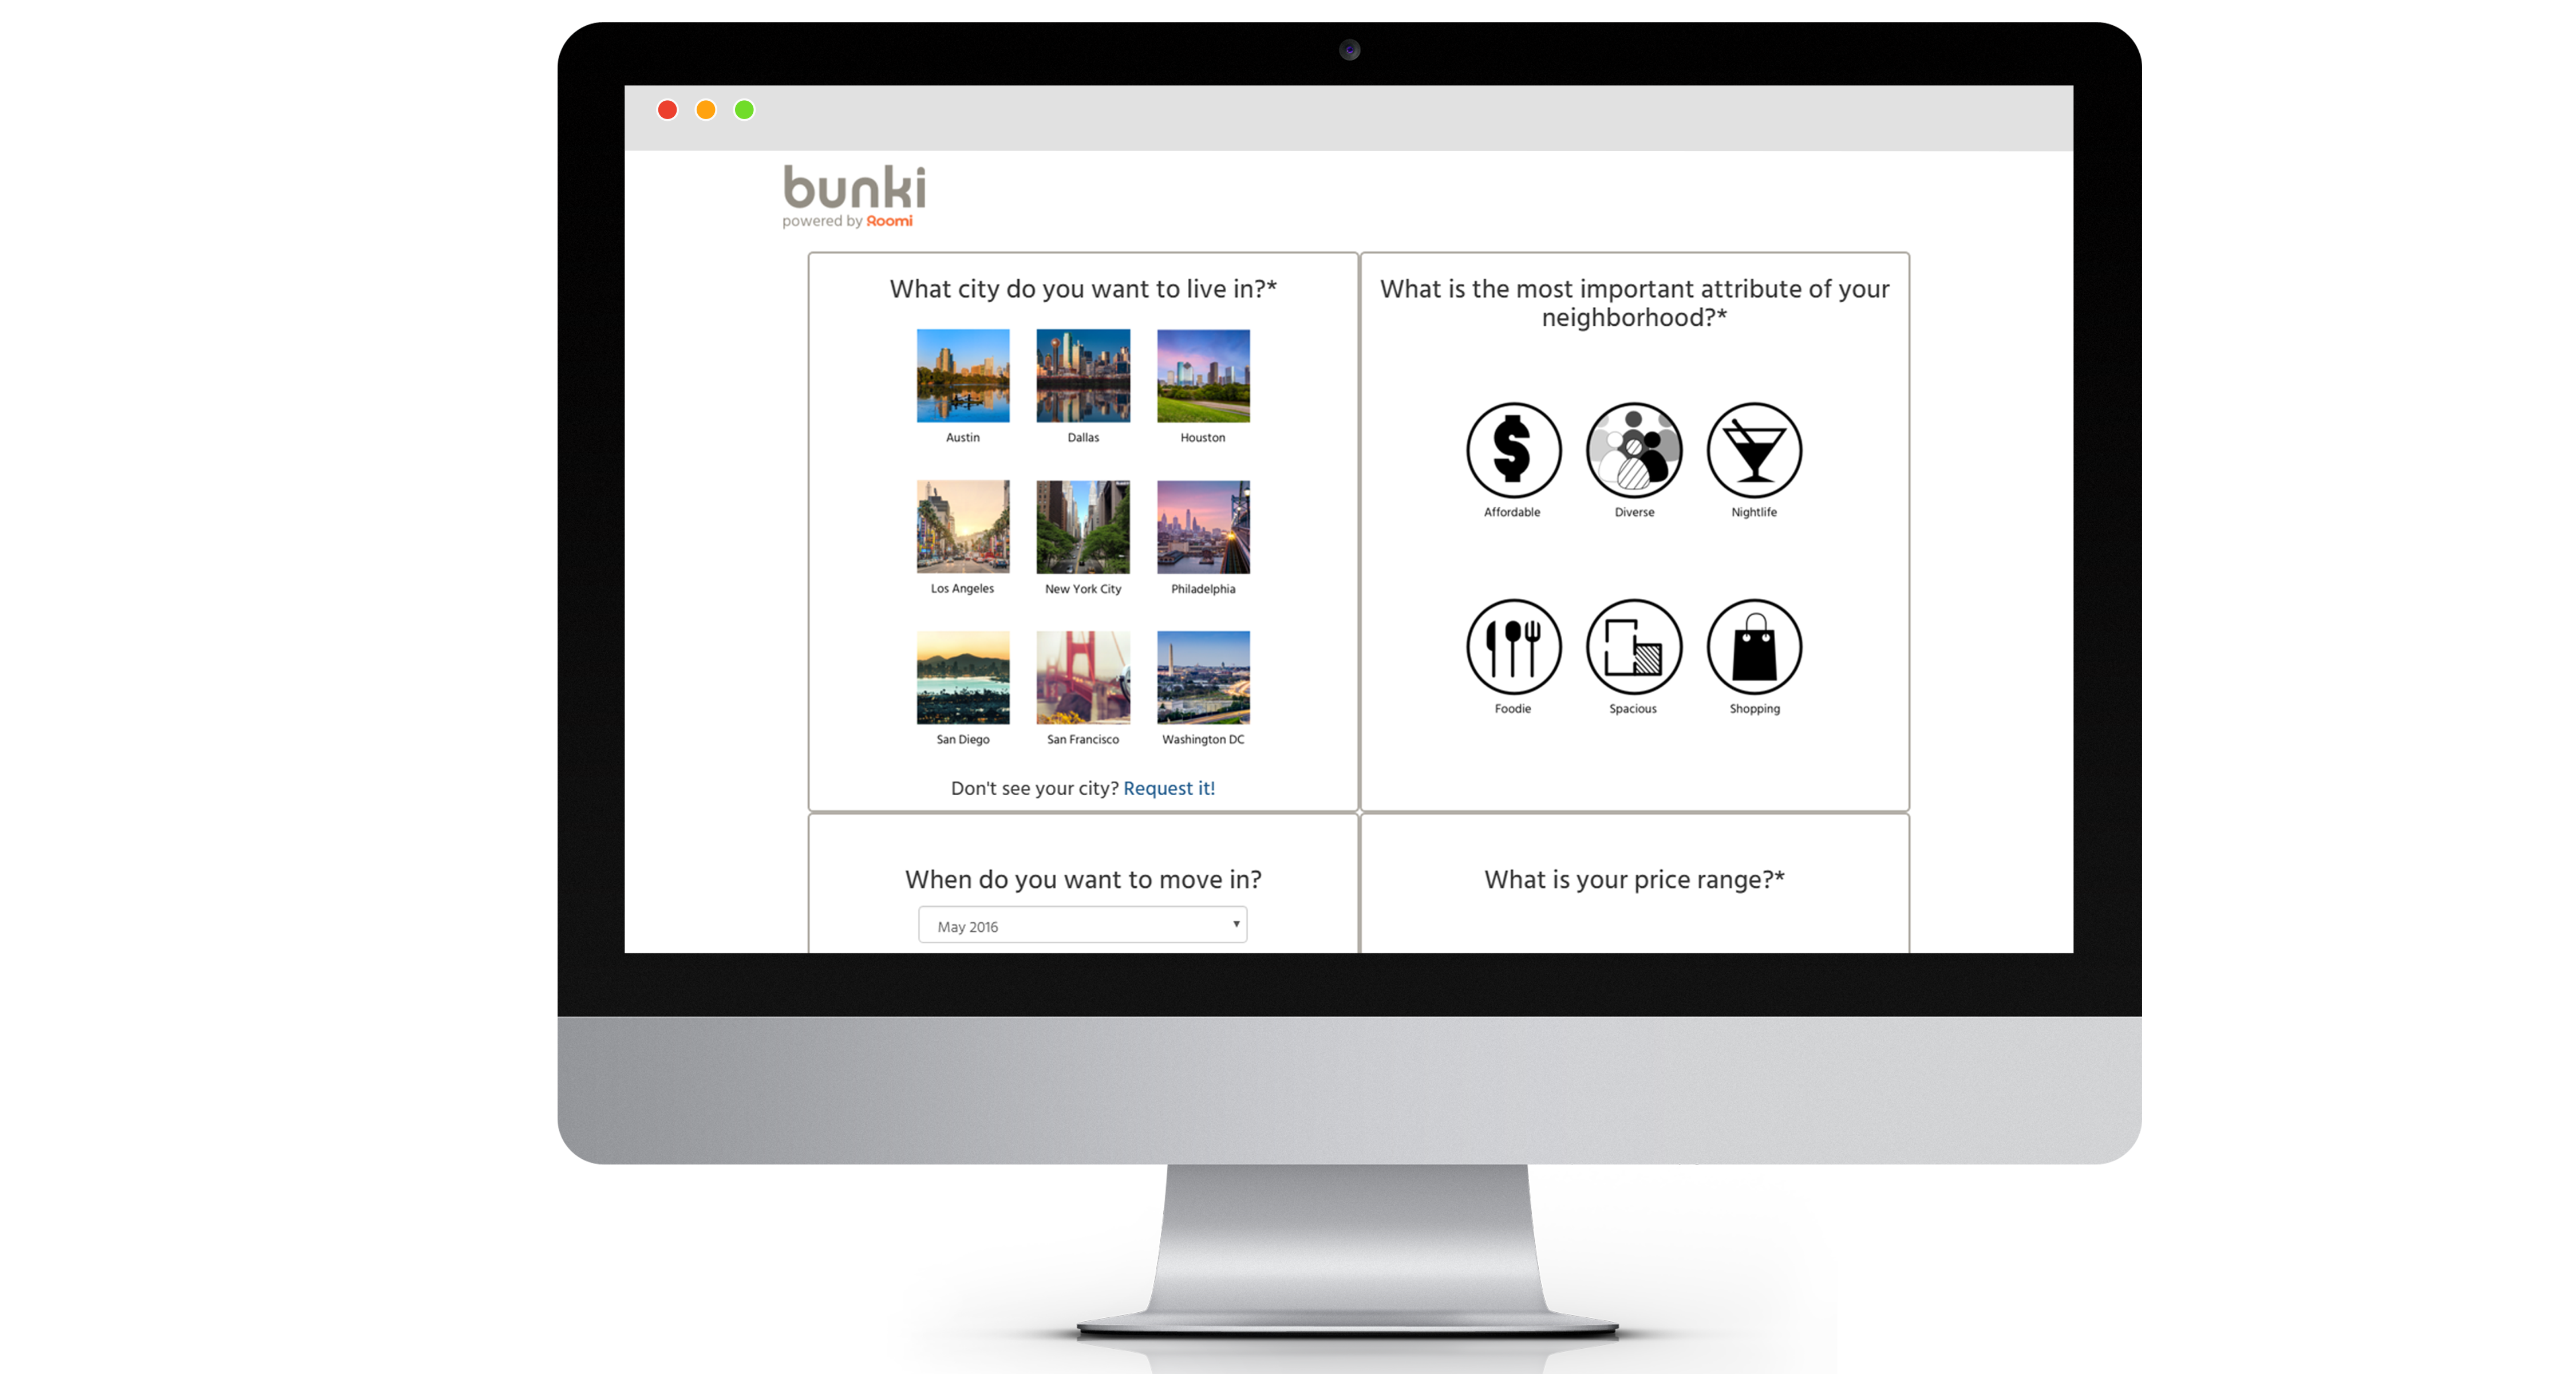 bunki
powered by Roomi
What city do you want to live in?*
Austin
Dallas
Houston
Los Angeles
New York City
Philadelphia
San Diego
San Francisco
Washington DC
Don't see your city? Request it!
What is the most important attribute of your
neighborhood?*
Affordable
Diverse
Nightlife
Foodie
Spacious
Shopping
When do you want to move in?
May 2016
What is your price range?*